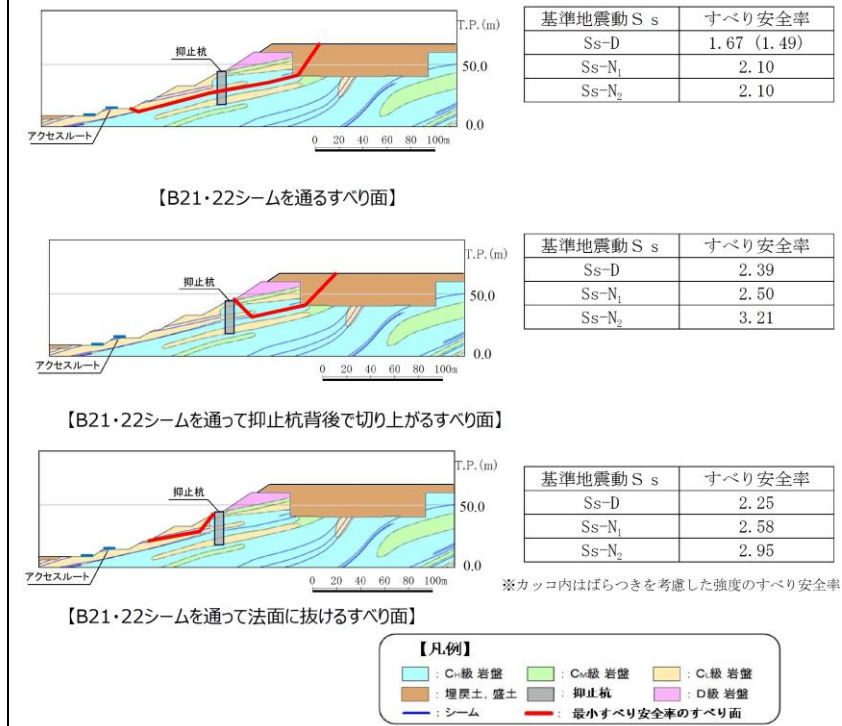 T.P.(m)
抑止杭
50.0
アクセスルート
0.0
0 20 40 60 80 100m
基準地震動Ｓｓ すべり安全率
Ss-D 1.67 (1.49)
Ss-N₁ 2.10
Ss-N₂ 2.10
【B21・22シームを通るすべり面】
T.P.(m)
抑止杭
50.0
アクセスルート
0.0
0 20 40 60 80 100m
基準地震動Ｓｓ すべり安全率
Ss-D 2.39
Ss-N₁ 2.50
Ss-N₂ 3.21
【B21・22シームを通って抑止杭背後で切り上がるすべり面】
T.P.(m)
抑止杭
50.0
アクセスルート
0.0
0 20 40 60 80 100m
基準地震動Ｓｓ すべり安全率
Ss-D 2.25
Ss-N₁ 2.58
Ss-N₂ 2.95
※カッコ内はばらつきを考慮した強度のすべり安全率
【B21・22シームを通って法面に抜けるすべり面】
【凡例】
：CH級 岩盤 ：CM級 岩盤 ：CL級 岩盤
：埋戻土，盛土 ：抑止杭 ：D級 岩盤
：シーム ：最小すべり安全率のすべり面